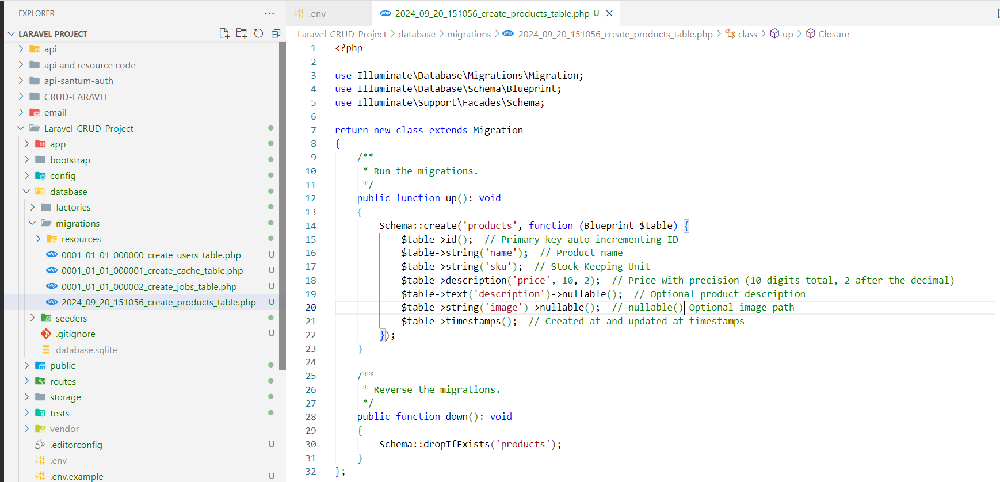 EXPLORER ···
LARAVEL PROJECT
api
api and resource code
api-santum-auth
CRUD-LARAVEL
email
Laravel-CRUD-Project
app
bootstrap
config
database
factories
migrations
resources
php 0001_01_01_000000_create_users_table.php U
php 0001_01_01_000001_create_cache_table.php U
php 0001_01_01_000002_create_jobs_table.php U
php 2024_09_20_151056_create_products_table.php U
seeders
.gitignore U
database.sqlite
public
routes
storage
tests
vendor
.editorconfig U
.env
.env.example U
.env
php 2024_09_20_151056_create_products_table.php U
Laravel-CRUD-Project > database > migrations > php 2024_09_20_151056_create_products_table.php > class > up > Closure
1 <?php
2
3 use Illuminate\Database\Migrations\Migration;
4 use Illuminate\Database\Schema\Blueprint;
5 use Illuminate\Support\Facades\Schema;
6
7 return new class extends Migration
8 {
9 /**
10 * Run the migrations.
11 */
12 public function up(): void
13 {
14 Schema::create('products', function (Blueprint $table) {
15 $table->id(); // Primary key auto-incrementing ID
16 $table->string('name'); // Product name
17 $table->string('sku'); // Stock Keeping Unit
18 $table->description('price', 10, 2); // Price with precision (10 digits total, 2 after the decimal)
19 $table->text('description')->nullable(); // Optional product description
20 $table->string('image')->nullable(); // nullable() Optional image path
21 $table->timestamps(); // Created at and updated at timestamps
22 });
23 }
24
25 /**
26 * Reverse the migrations.
27 */
28 public function down(): void
29 {
30 Schema::dropIfExists('products');
31 }
32 };